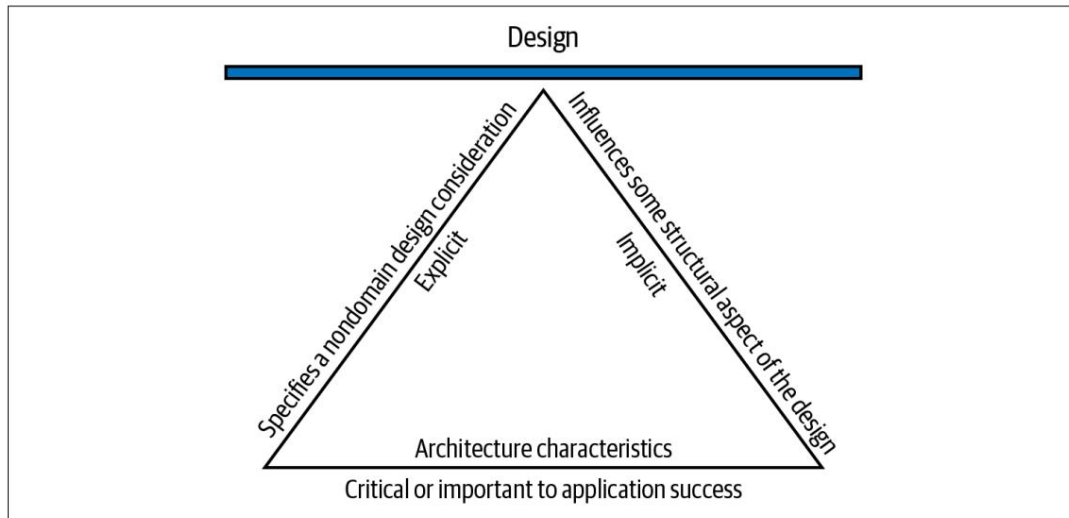 Design
Specifies a nondomain design consideration
Influences some structural aspect of the design
Explicit
Implicit
Architecture characteristics
Critical or important to application success